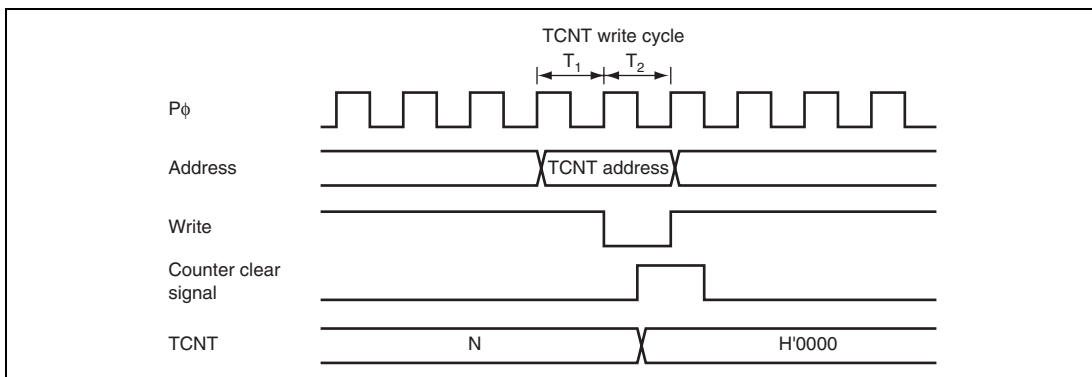 TCNT write cycle
T1 T2
Pφ
Address
TCNT address
Write
Counter clear
signal
TCNT
N
H'0000